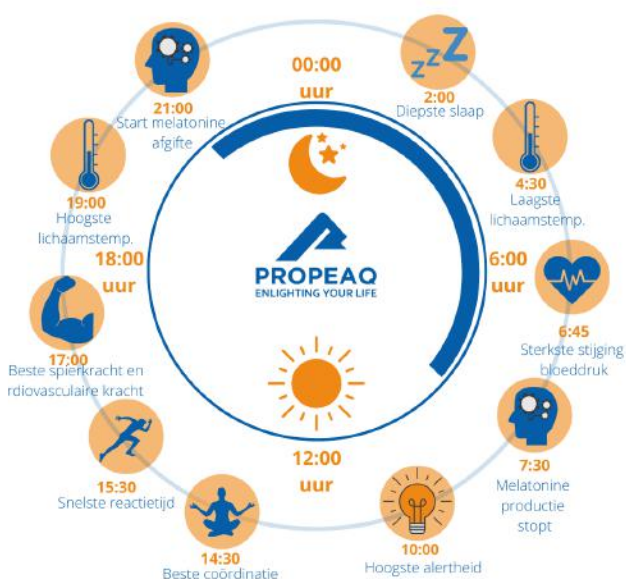 00:00
uur
2:00
Diepste slaap
4:30
Laagste
lichaamstemp.
6:00
uur
6:45
Sterkste stijging
bloeddruk
7:30
Melatonine
productie
stopt
10:00
Hoogste alertheid
12:00
uur
14:30
Beste coördinatie
15:30
Snelste reactietijd
17:00
Beste spierkracht en
rdiovasculaire kracht
18:00
uur
19:00
Hoogste
lichaamstemp.
21:00
Start melatonine
afgifte
zzZ
PROPEAQ
ENLIGHTING YOUR LIFE